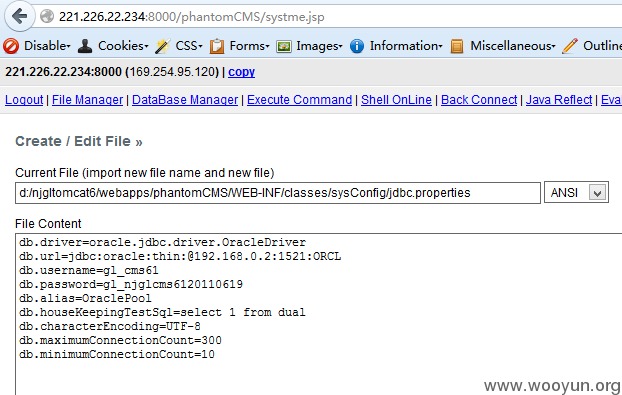 221.226.22.234:8000/phantomCMS/systme.jsp
Disable Cookies CSS Forms Images Information Miscellaneous Outline
221.226.22.234:8000 (169.254.95.120) | copy
Logout | File Manager | DataBase Manager | Execute Command | Shell OnLine | Back Connect | Java Reflect | Eva
Create / Edit File »
Current File (import new file name and new file)
d:/njgltomcat6/webapps/phantomCMS/WEB-INF/classes/sysConfig/jdbc.properties ANSI
File Content
db.driver=oracle.jdbc.driver.OracleDriver
db.url=jdbc:oracle:thin:@192.168.0.2:1521:ORCL
db.username=gl_cms61
db.password=gl_njglcms6120110619
db.alias=OraclePool
db.houseKeepingTestSql=select 1 from dual
db.characterEncoding=UTF-8
db.maximumConnectionCount=300
db.minimumConnectionCount=10
www.wooyun.org